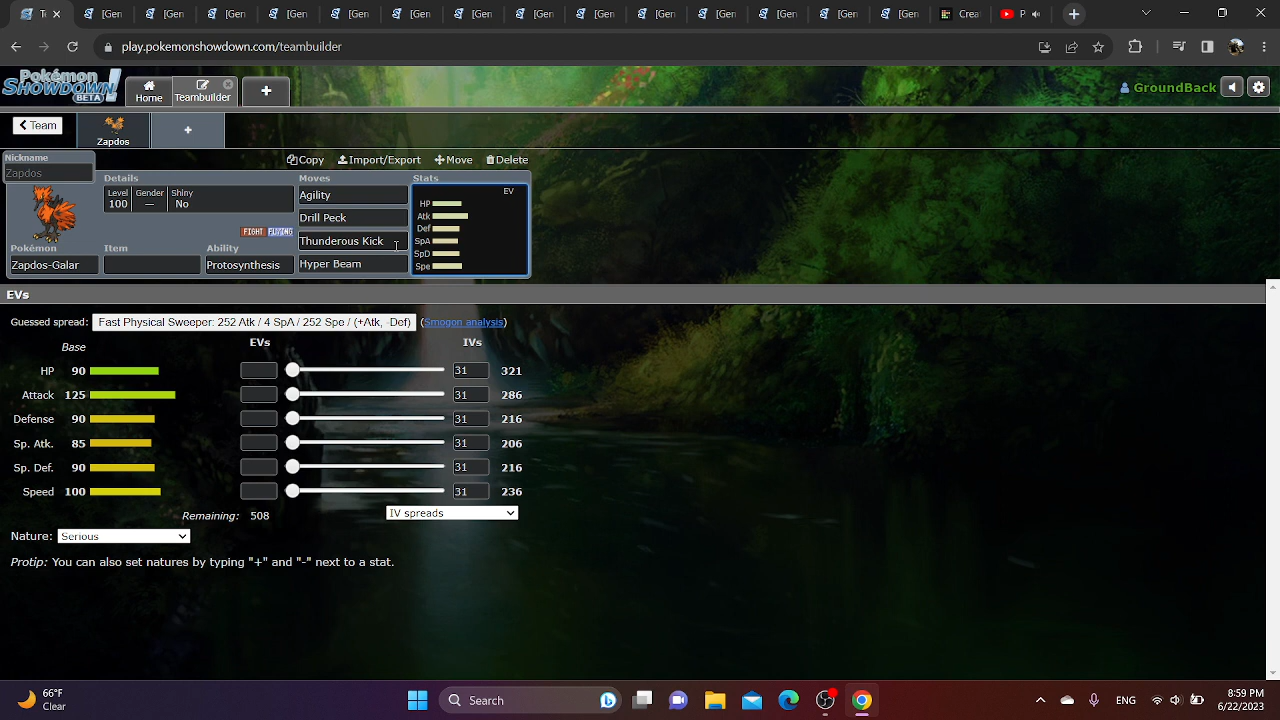 Te
[Gen
[Gen
[Gen
[Gen
[Gen
[Gen
[Gen
[Gen
[Gen
[Gen
[Gen
[Gen
[Gen
[Gen
Crea
P
play.pokemonshowdown.com/teambuilder
Pokémon
SHOWDOWN!
BETA
Home
Teambuilder
+
GroundBack
< Team
Zapdos
+
Nickname
Zapdos
Copy
Import/Export
Move
Delete
Details
Moves
Stats
Level
100
Gender
—
Shiny
No
Agility
Drill Peck
Thunderous Kick
Hyper Beam
EV
HP
Atk
Def
SpA
SpD
Spe
FIGHT
FLYING
Pokémon
Item
Ability
Zapdos-Galar
Protosynthesis
EVs
Guessed spread: Fast Physical Sweeper: 252 Atk / 4 SpA / 252 Spe / (+Atk, -Def) (Smogon analysis)
Base
EVs
IVs
HP 90 31 321
Attack 125 31 286
Defense 90 31 216
Sp. Atk. 85 31 206
Sp. Def. 90 31 216
Speed 100 31 236
Remaining: 508
IV spreads
Nature: Serious
Protip: You can also set natures by typing "+" and "-" next to a stat.
66°F
Clear
Search
ENG
8:59 PM
6/22/2023